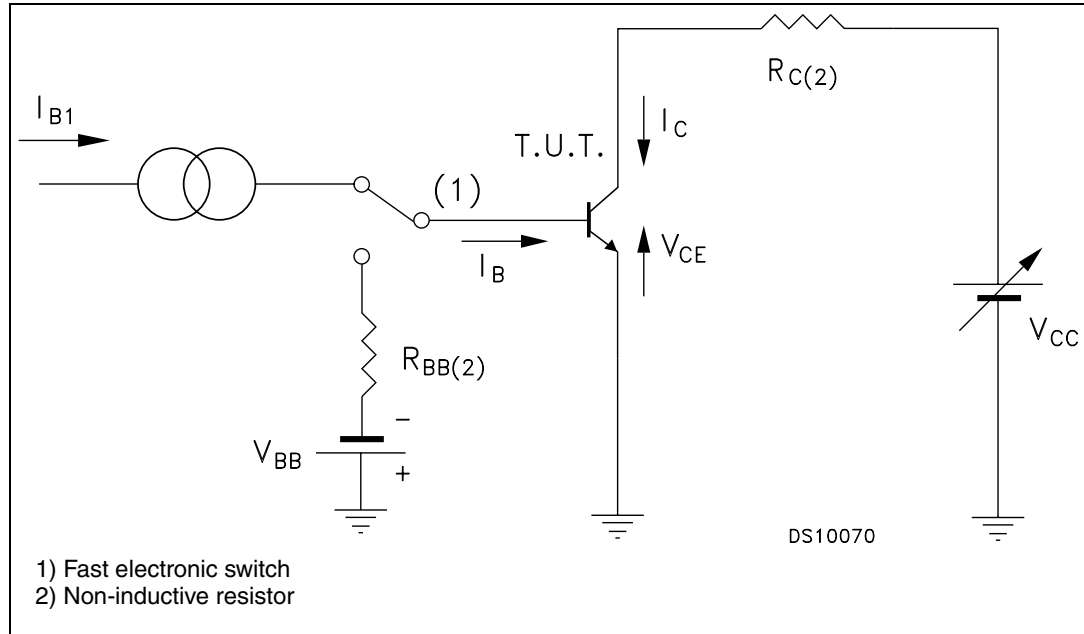 R_C(2)
I_B1
I_C
T.U.T.
(1)
V_CE
I_B
V_CC
R_BB(2)
−
V_BB
+
DS10070
1) Fast electronic switch
2) Non-inductive resistor